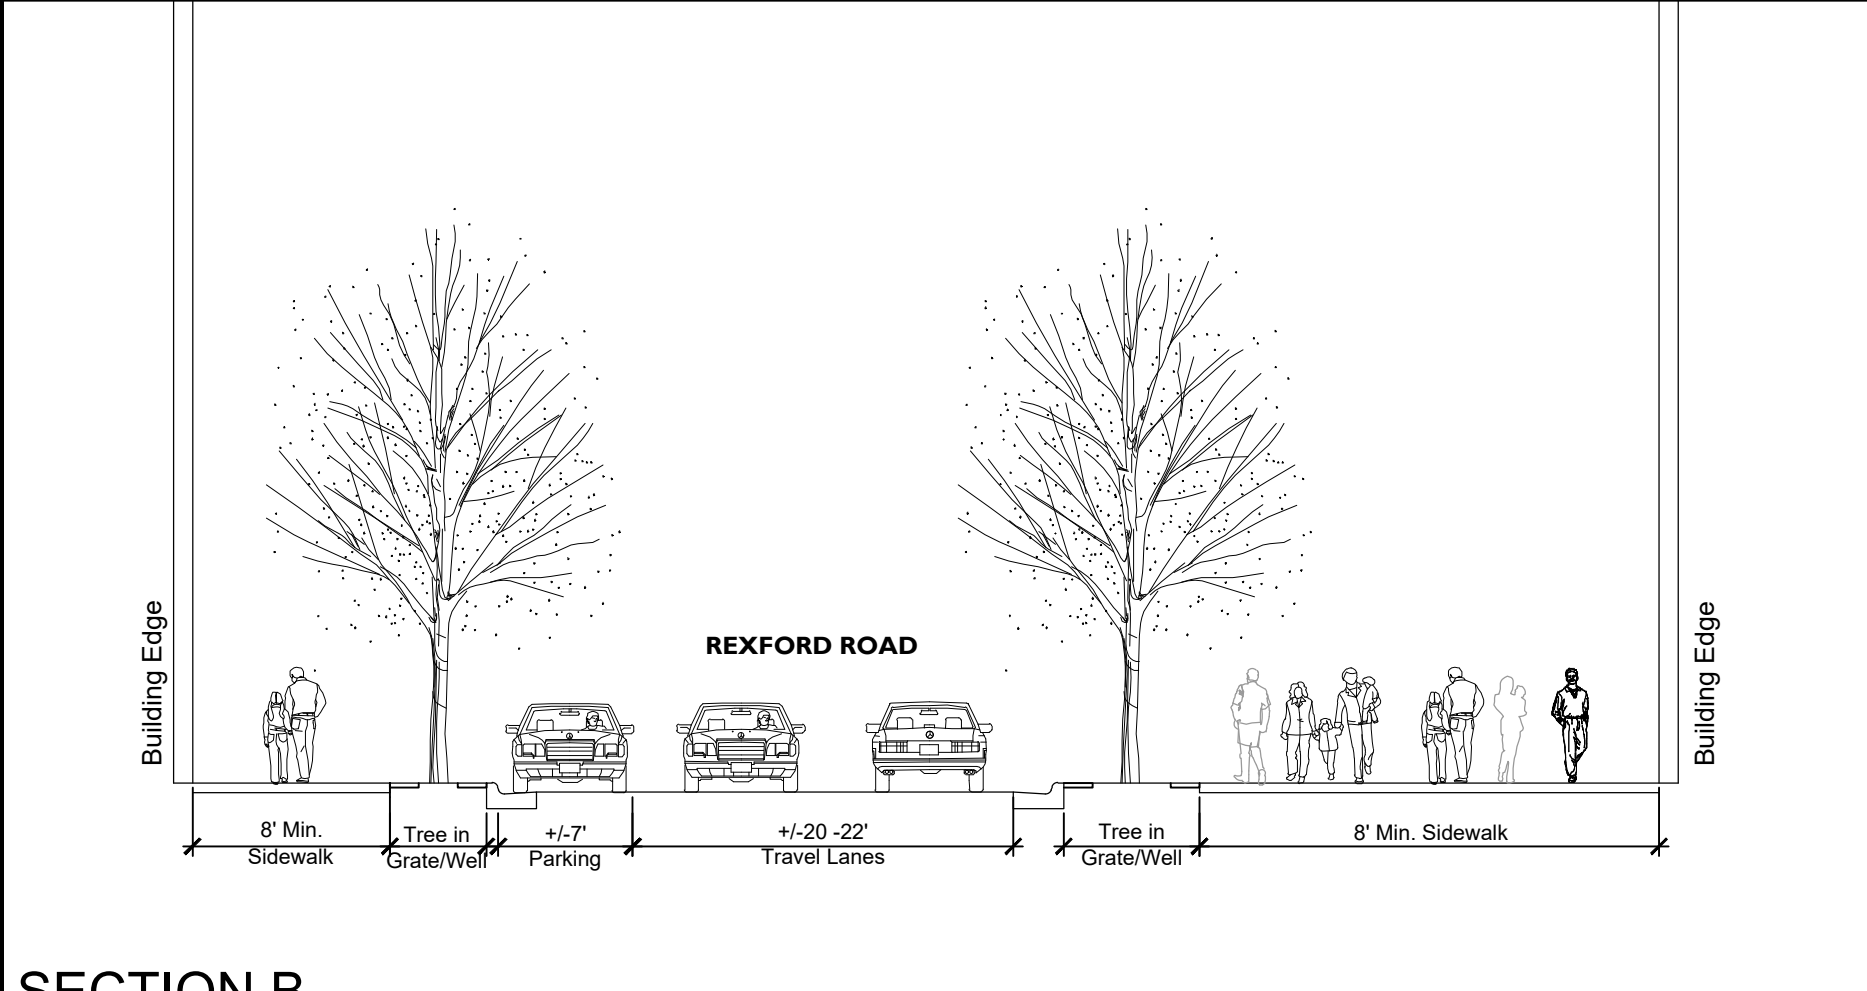 REXFORD ROAD
Building Edge
Building Edge
8' Min.
Sidewalk
Tree in
Grate/Well
+/-7'
Parking
+/-20 -22'
Travel Lanes
Tree in
Grate/Well
8' Min. Sidewalk
SECTION B